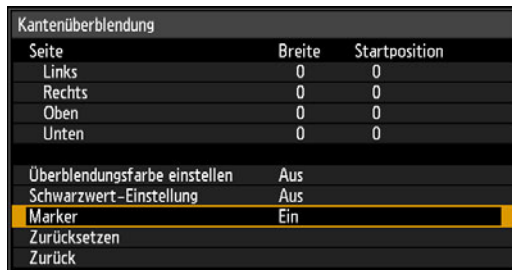 Kantenüberblendung
Seite Breite Startposition
Links 0 0
Rechts 0 0
Oben 0 0
Unten 0 0
Überblendungsfarbe einstellen Aus
Schwarzwert-Einstellung Aus
Marker Ein
Zurücksetzen
Zurück